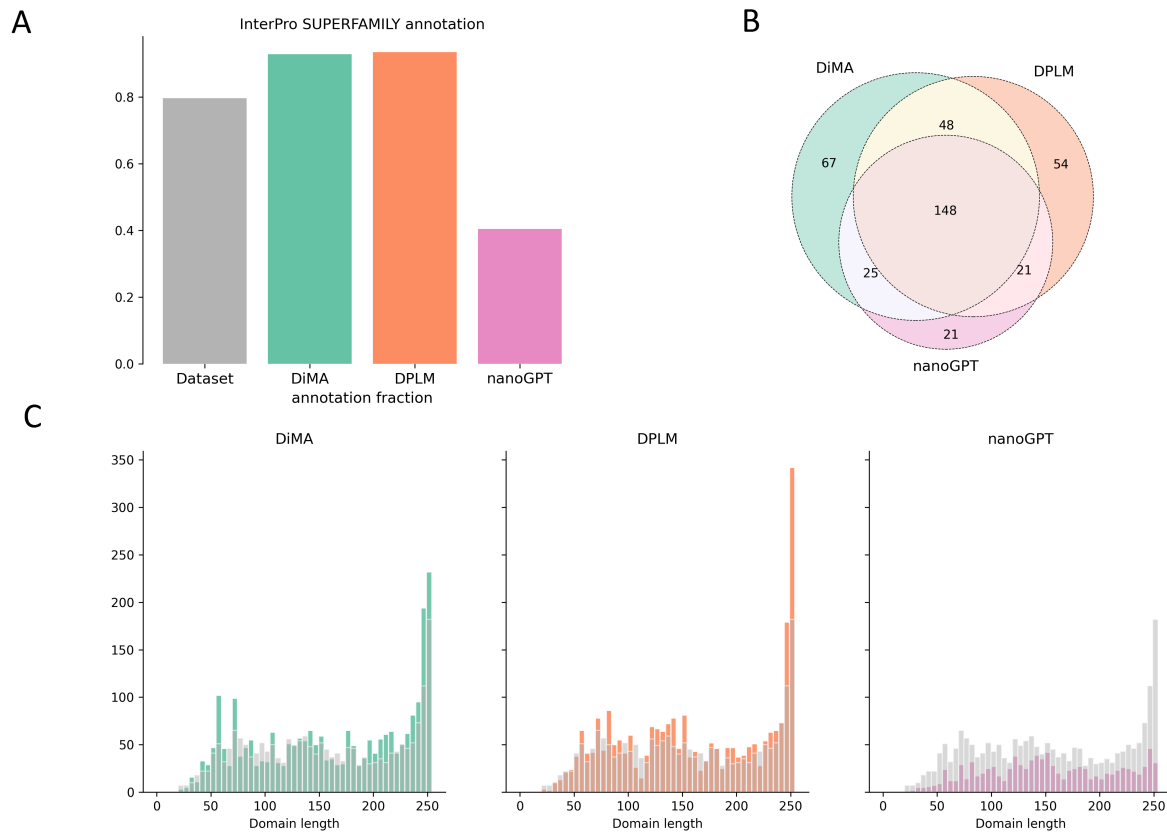 A
InterPro SUPERFAMILY annotation
0.8
0.6
0.4
0.2
0.0
Dataset DiMA DPLM nanoGPT
annotation fraction
B
DiMA
DPLM
48
67
54
148
25
21
21
nanoGPT
C
DiMA
DPLM
nanoGPT
350
300
250
200
150
100
50
0
0 50 100 150 200 250
Domain length
0 50 100 150 200 250
Domain length
0 50 100 150 200 250
Domain length